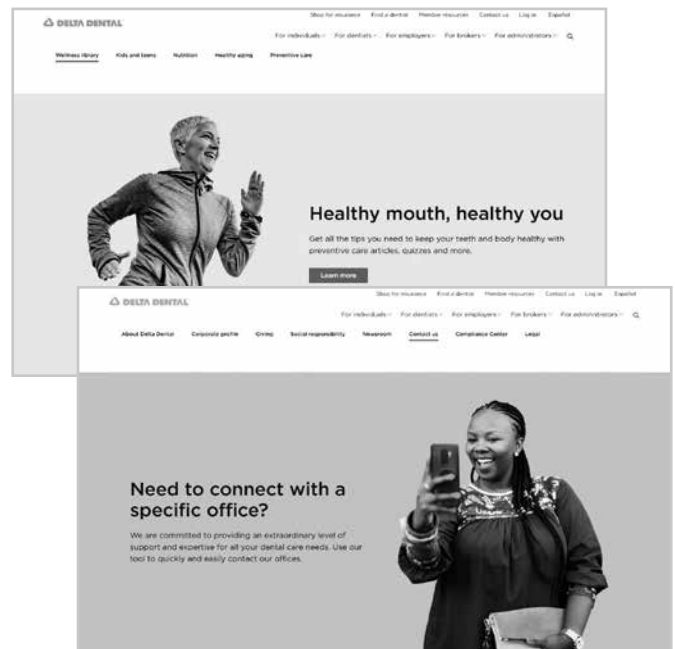 Shop for insurance Find a dentist Member resources Contact us Log in Español
DELTA DENTAL
For individuals For dentists For employers For brokers For administrators
Wellness library Kids and teens Nutrition Healthy aging Preventive care
Healthy mouth, healthy you
Get all the tips you need to keep your teeth and body healthy with
preventive care articles, quizzes and more.
Learn more
Shop for insurance Find a dentist Member resources Contact us Log in Español
DELTA DENTAL
For individuals For dentists For employers For brokers For administrators
About Delta Dental Corporate profile Giving Social responsibility Newsroom Contact us Compliance Center Legal
Need to connect with a
specific office?
We are committed to providing an extraordinary level of
support and expertise for all your dental care needs. Use our
tool to quickly and easily contact our offices.